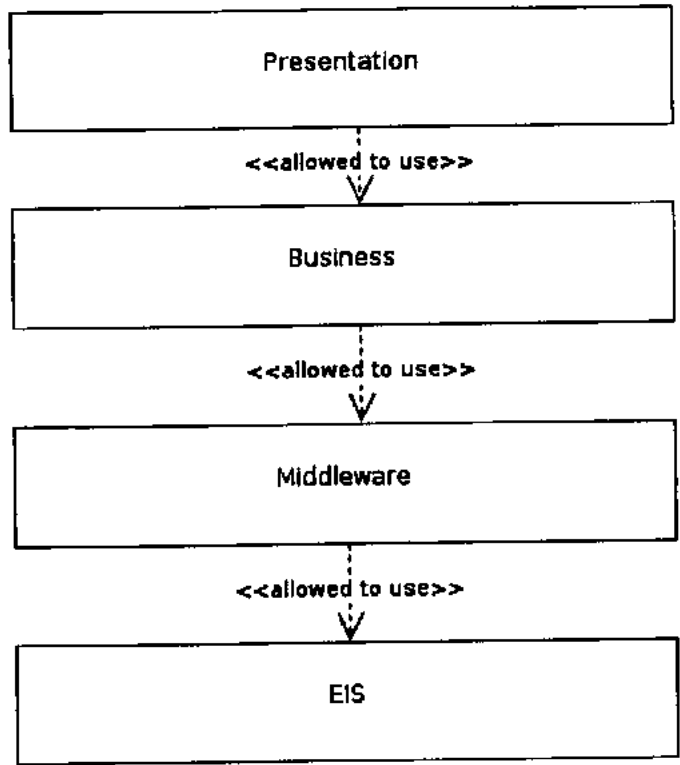 Presentation
<<allowed to use>>
Business
<<allowed to use>>
Middleware
<<allowed to use>>
EIS